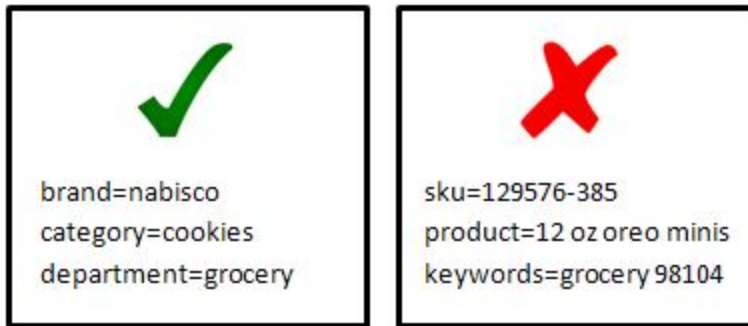 brand=nabisco
category=cookies
department=grocery
sku=129576-385
product=12 oz oreo minis
keywords=grocery 98104